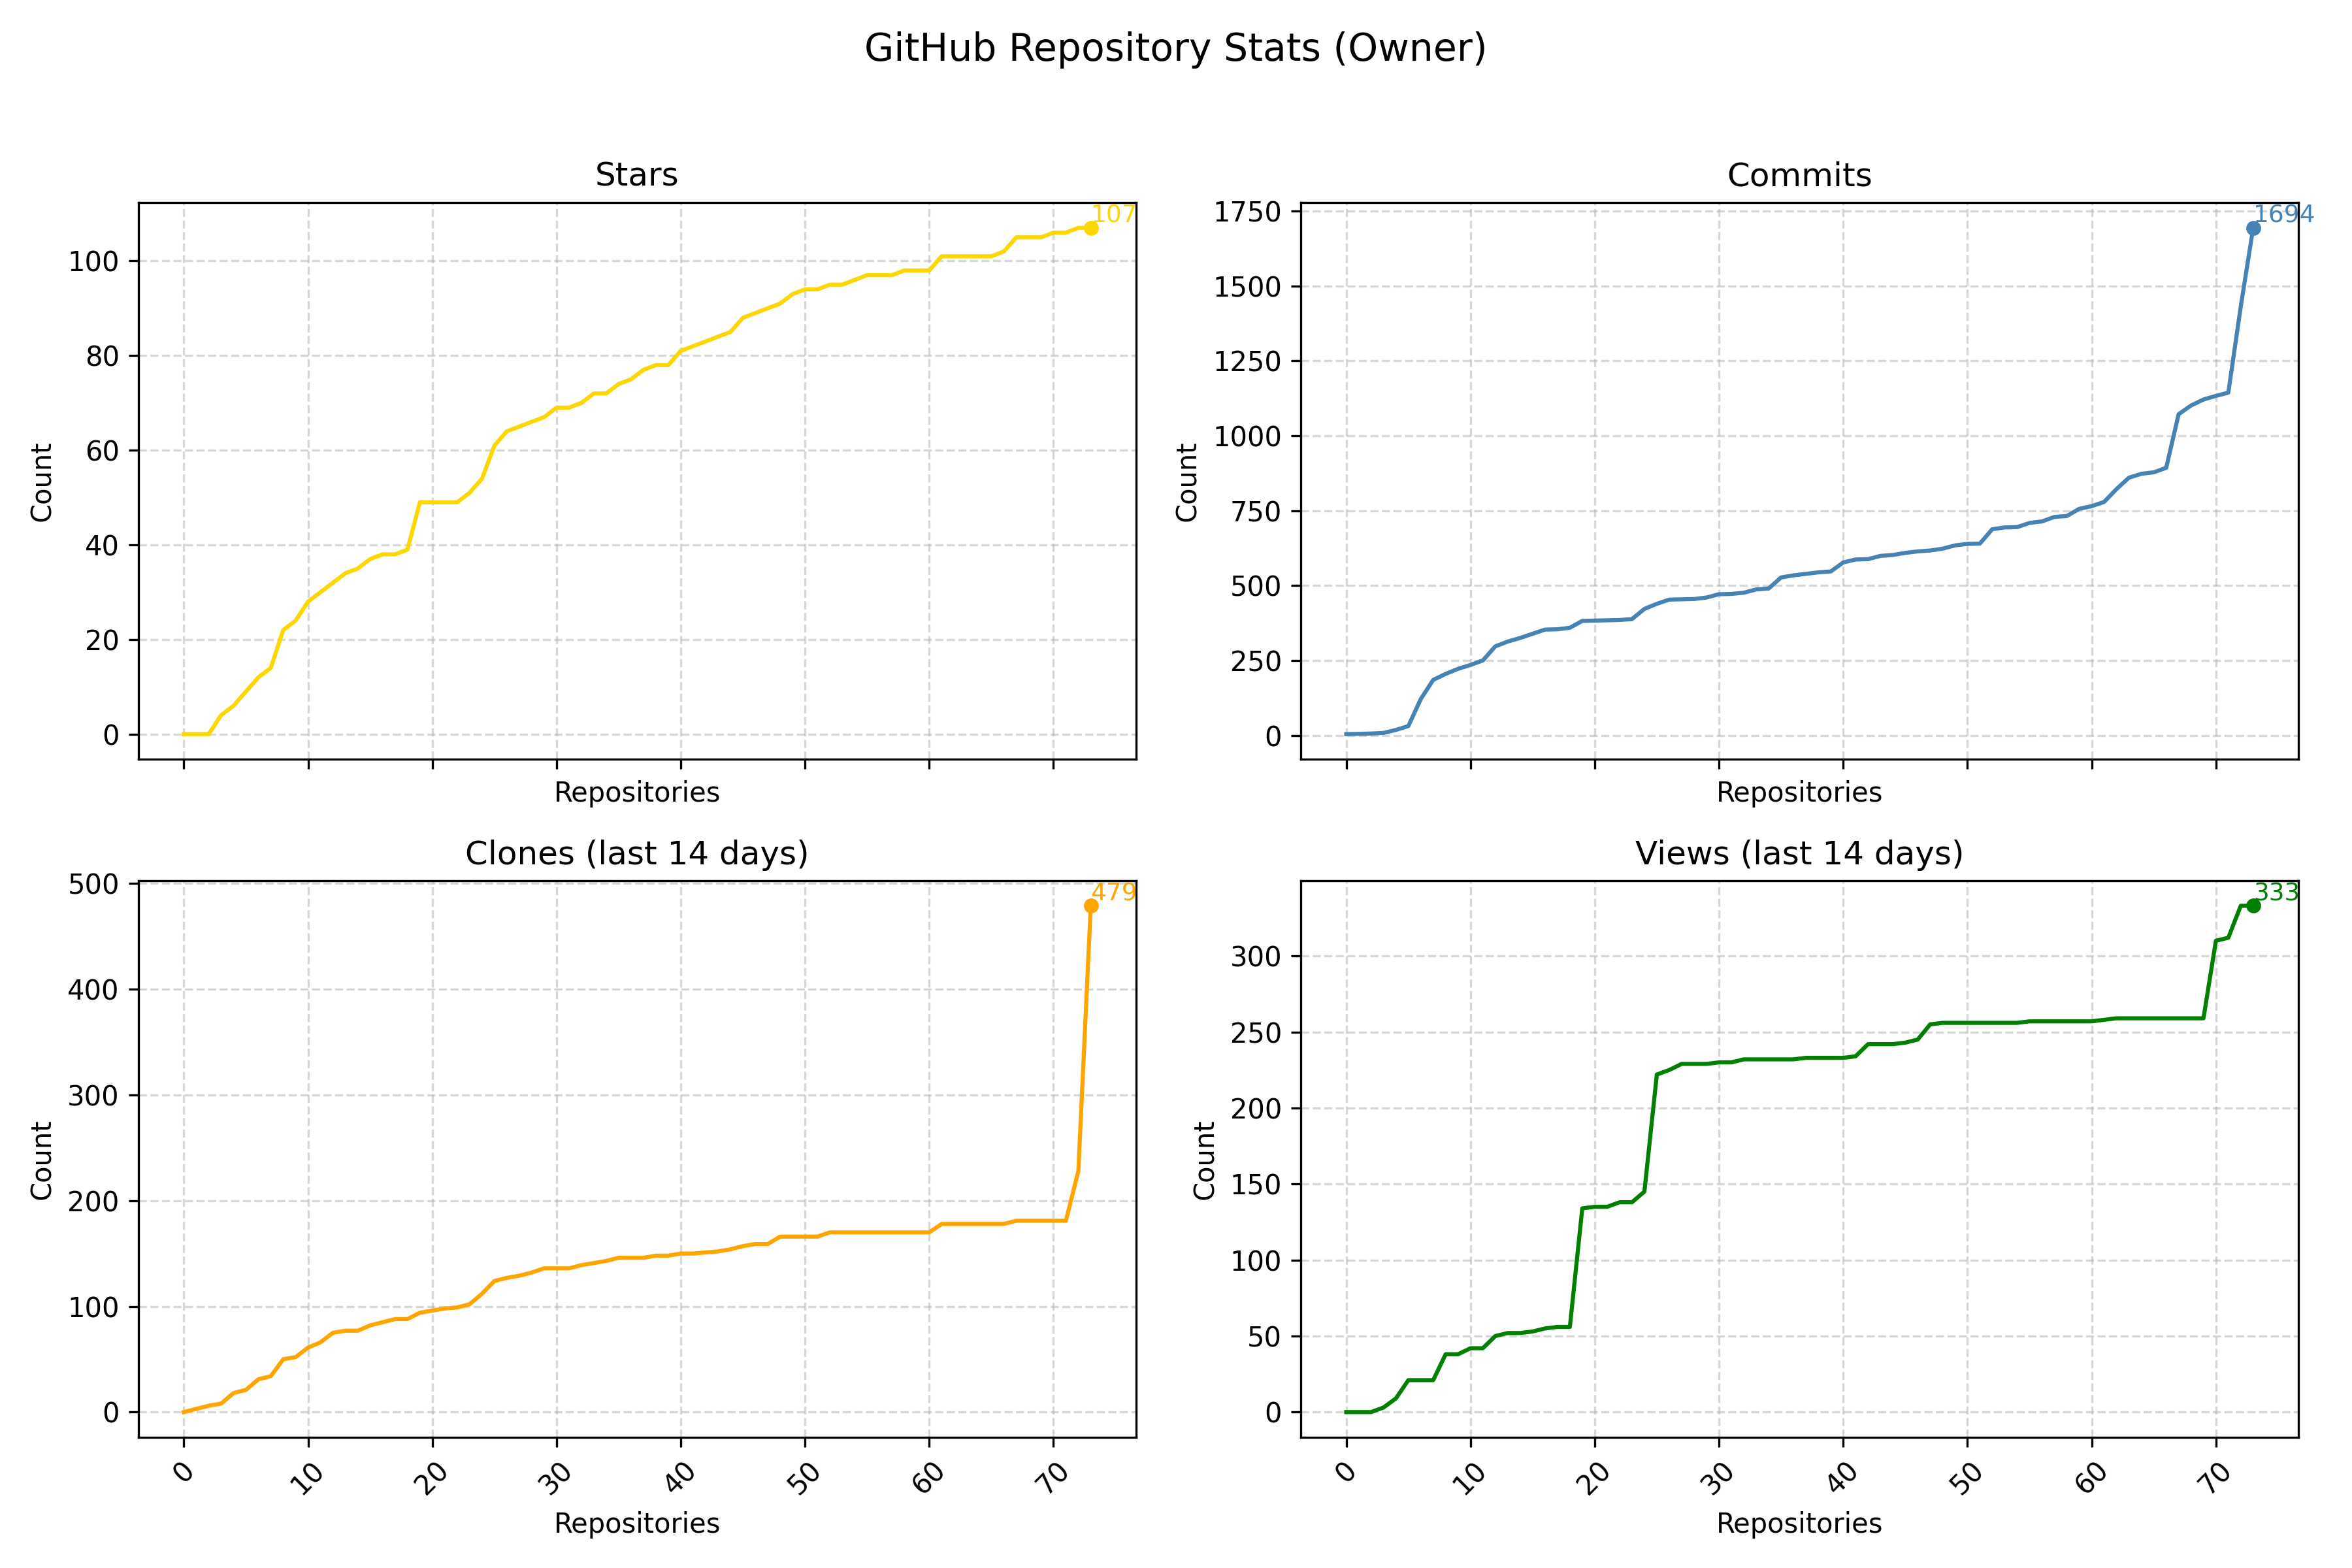 GitHub Repository Stats (Owner)
Stars
107
100
80
60
40
20
0
Count
Repositories
Commits
1694
1750
1500
1250
1000
750
500
250
0
Count
Repositories
Clones (last 14 days)
479
500
400
300
200
100
0
Count
0 10 20 30 40 50 60 70
Repositories
Views (last 14 days)
333
300
250
200
150
100
50
0
Count
0 10 20 30 40 50 60 70
Repositories